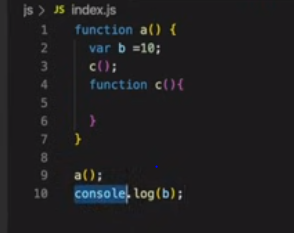 js > JS index.js
1 function a() {
2 var b =10;
3 c();
4 function c(){
5
6 }
7 }
8
9 a();
10 console.log(b);